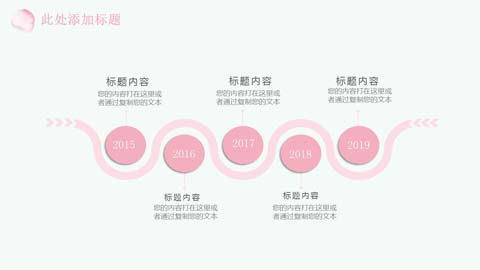 此处添加标题
标题内容
您的内容打在这里或
者通过复制您的文本
标题内容
您的内容打在这里或
者通过复制您的文本
标题内容
您的内容打在这里或
者通过复制您的文本
2015
2016
2017
2018
2019
标题内容
您的内容打在这里或
者通过复制您的文本
标题内容
您的内容打在这里或
者通过复制您的文本